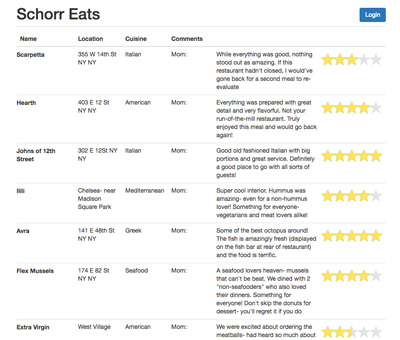 Schorr Eats
Login
Name Location Cuisine Comments
Scarpetta 355 W 14th St Italian Mom: While everything was good, nothing
NY NY stood out as amazing. If this
restaurant hadn't closed, I would've
gone back for a second meal to re-
evaluate
Hearth 403 E 12 St American Mom: Everything was prepared with great
NY NY detail and very flavorful. Not your
run-of-the-mill restaurant. Truly
enjoyed this meal and would go back
again!
Johns of 12th 302 E 12St NY Italian Mom: Good old fashioned Italian with big
Street NY portions and great service. Definitely
a good place to go with all sorts of
guests!
Ilili Chelsea- near Mediterranean Mom: Super cool interior. Hummus was
Madison amazing- even for a non-hummus
Square Park lover! Something for everyone-
vegetarians and meat lovers alike!
Avra 141 E 48th St Greek Mom: Some of the best octopus around!
NY NY The fish is amazingly fresh (displayed
on the fish bar at rear of restaurant)
and the food is terrific.
Flex Mussels 174 E 82 St Seafood Mom: A seafood lovers heaven- mussels
NY NY that can't be beat. We dined with 2
"non-seafooders" who also loved
their dinners. Something for
everyone! Don't skip the donuts for
dessert- you'll regret it if you do
Extra Virgin West Village American Mom: We were excited about ordering the
meatballs- had heard so much about